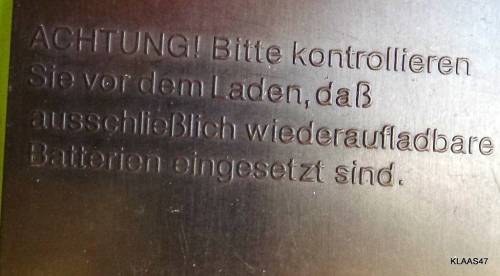 ACHTUNG! Bitte kontrollieren
Sie vor dem Laden, daß
ausschließlich wiederaufladbare
Batterien eingesetzt sind.
KLAAS47